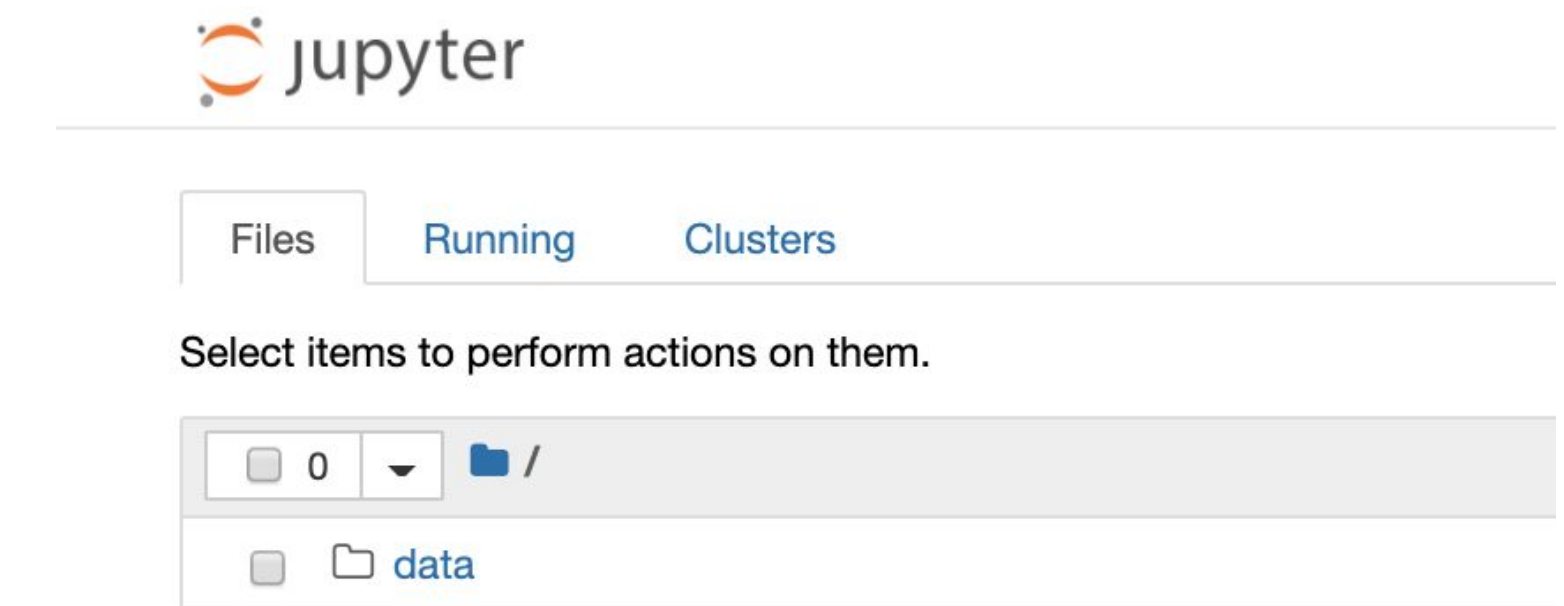 jupyter
Files Running Clusters
Select items to perform actions on them.
0 /
data